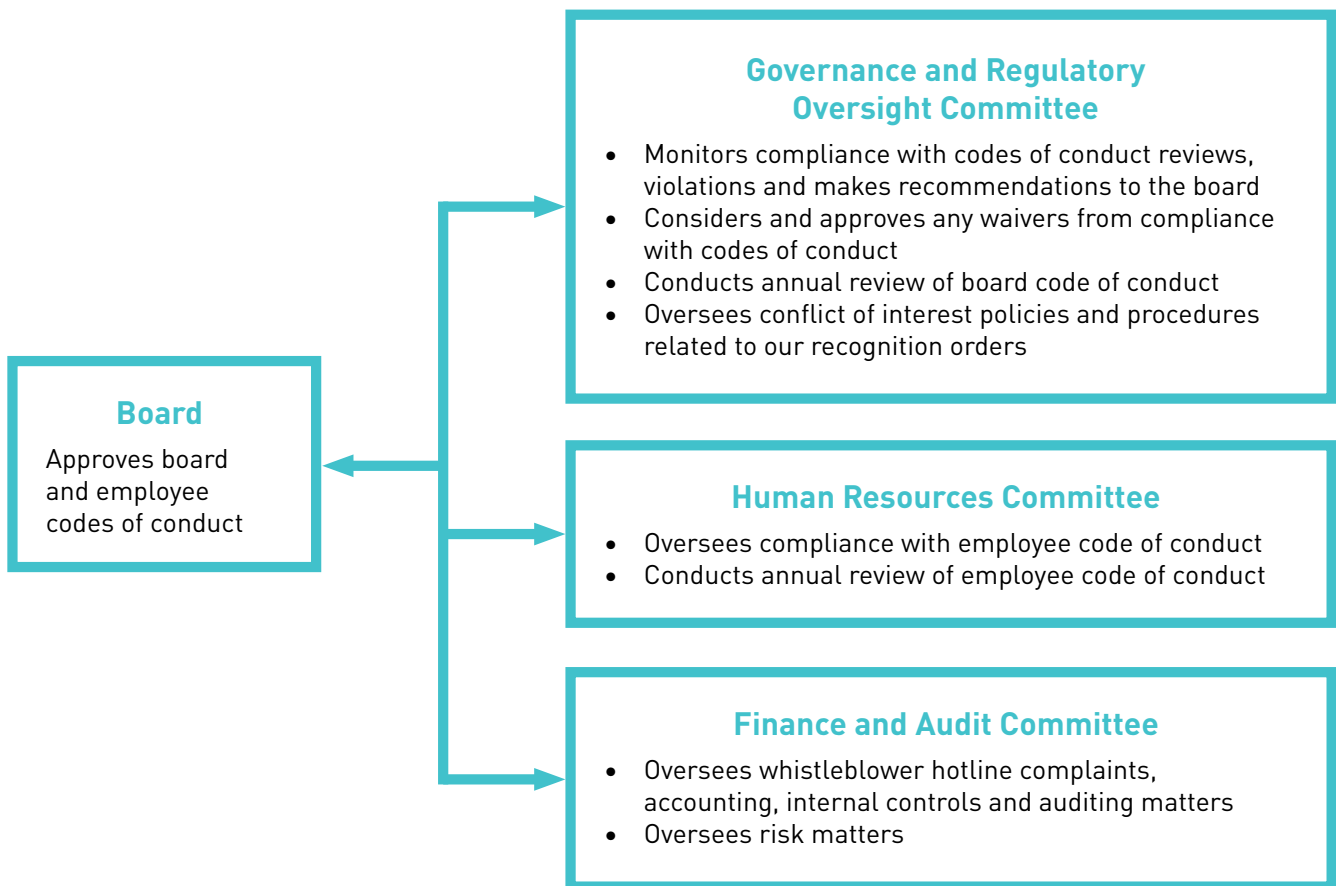 Governance and Regulatory
Oversight Committee
• Monitors compliance with codes of conduct reviews,
violations and makes recommendations to the board
• Considers and approves any waivers from compliance
with codes of conduct
• Conducts annual review of board code of conduct
• Oversees conflict of interest policies and procedures
related to our recognition orders
Board
Approves board
and employee
codes of conduct
Human Resources Committee
• Oversees compliance with employee code of conduct
• Conducts annual review of employee code of conduct
Finance and Audit Committee
• Oversees whistleblower hotline complaints,
accounting, internal controls and auditing matters
• Oversees risk matters